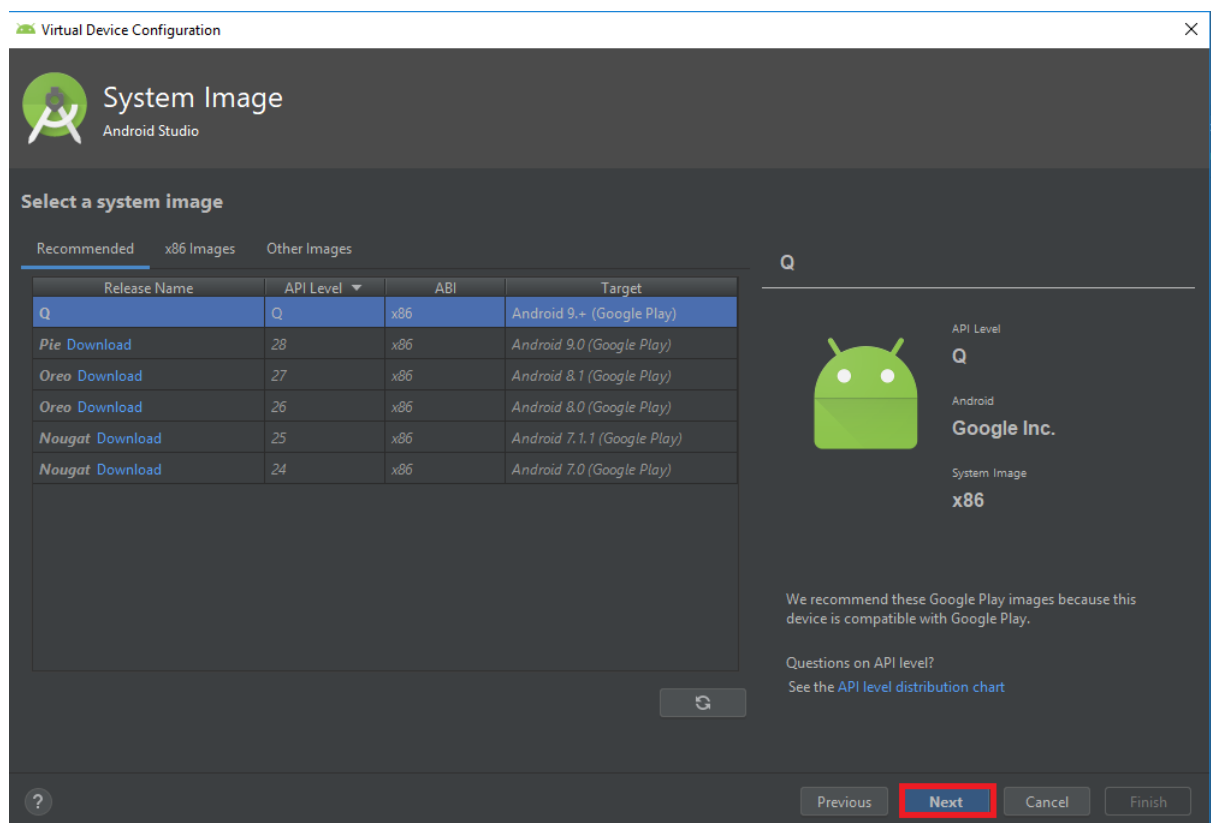 Virtual Device Configuration
System Image
Android Studio
Select a system image
Recommended x86 Images Other Images
Release Name API Level ABI Target
Q Q x86 Android 9.+ (Google Play)
Pie Download 28 x86 Android 9.0 (Google Play)
Oreo Download 27 x86 Android 8.1 (Google Play)
Oreo Download 26 x86 Android 8.0 (Google Play)
Nougat Download 25 x86 Android 7.1.1 (Google Play)
Nougat Download 24 x86 Android 7.0 (Google Play)
Q
API Level
Q
Android
Google Inc.
System Image
x86
We recommend these Google Play images because this
device is compatible with Google Play.
Questions on API level?
See the API level distribution chart
? Previous Next Cancel Finish